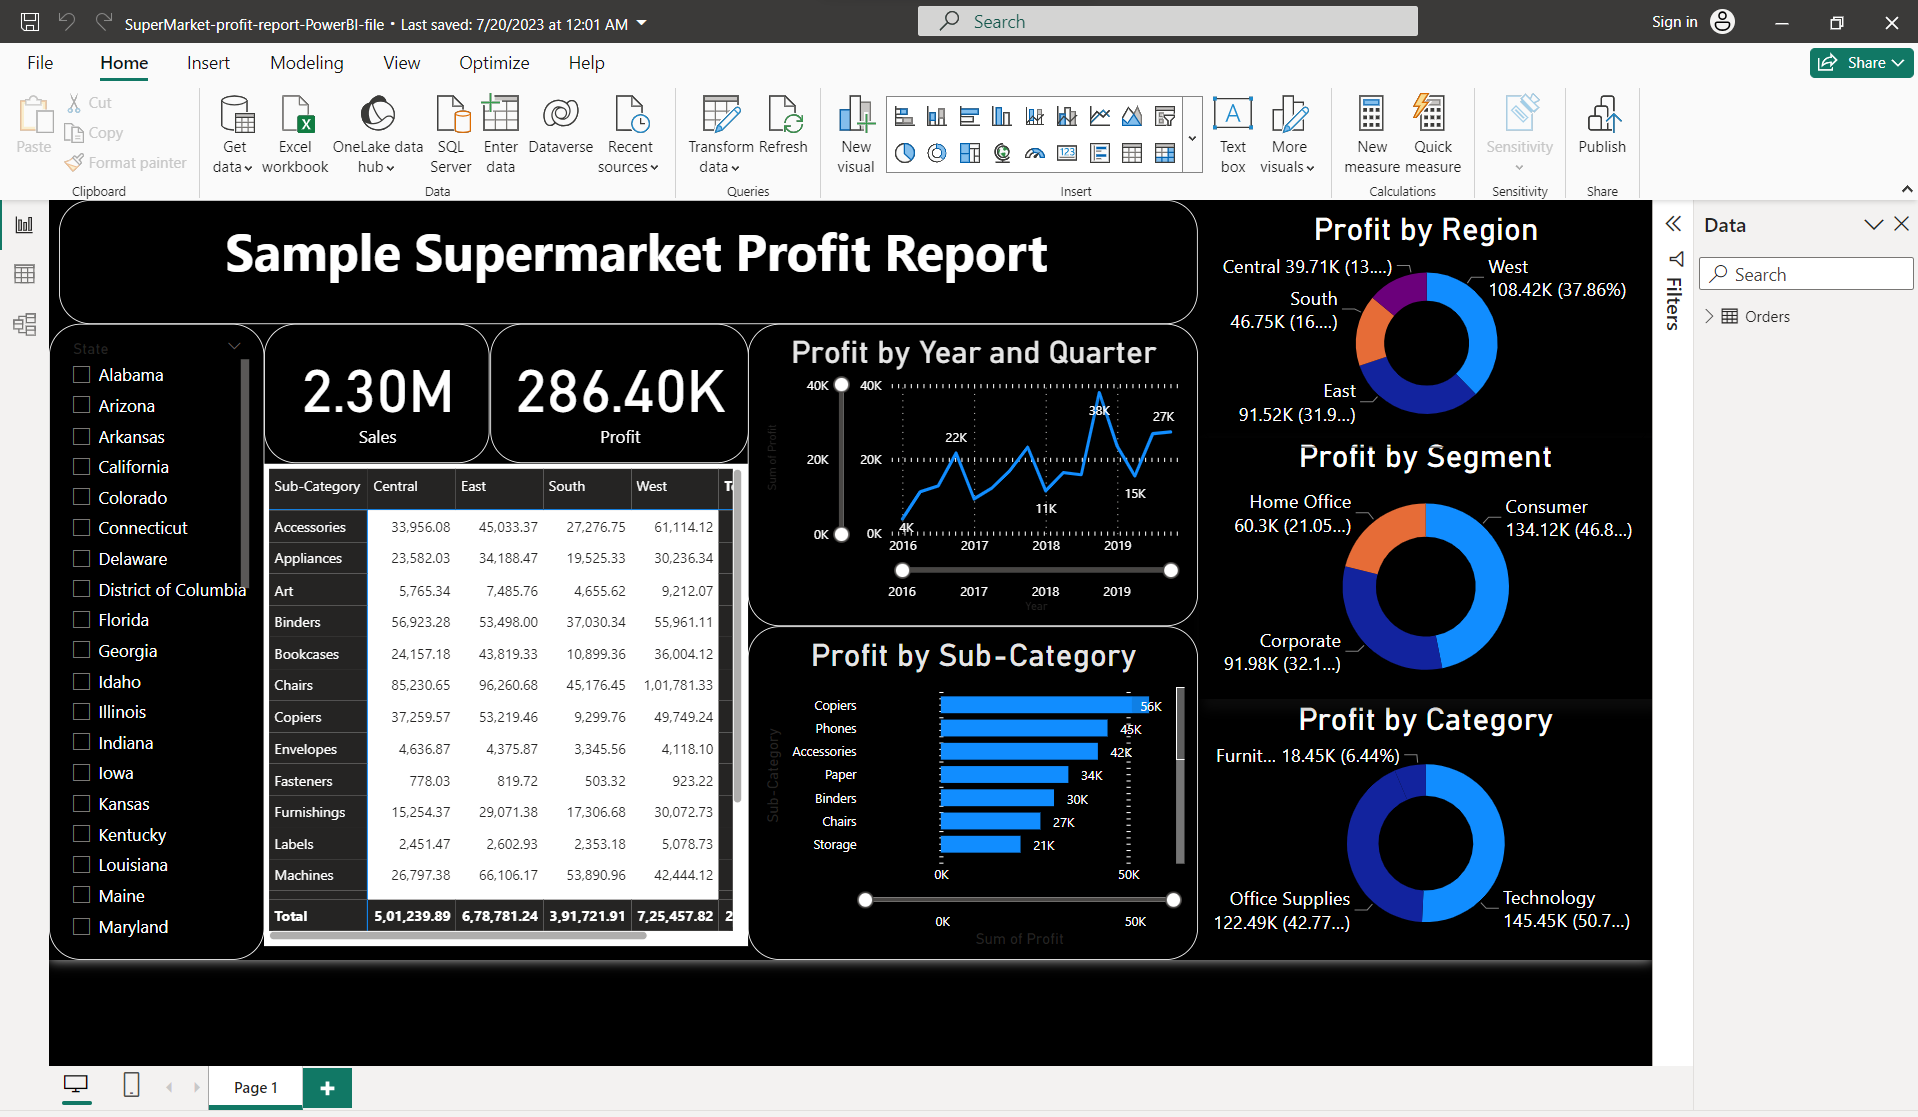 SuperMarket-profit-report-PowerBI-file • Last saved: 7/20/2023 at 12:01 AM
Search
Sign in
File Home Insert Modeling View Optimize Help
Share
Paste
Cut
Copy
Format painter
Clipboard
Get data
Excel workbook
OneLake data hub
SQL Server
Enter data
Dataverse
Recent sources
Data
Transform data
Refresh
Queries
New visual
123
A
Text box
More visuals
Insert
New measure
Quick measure
Calculations
Sensitivity
Sensitivity
Publish
Share
Sample Supermarket Profit Report
State
Alabama
Arizona
Arkansas
California
Colorado
Connecticut
Delaware
District of Columbia
Florida
Georgia
Idaho
Illinois
Indiana
Iowa
Kansas
Kentucky
Louisiana
Maine
Maryland
2.30M
Sales
286.40K
Profit
Sub-Category Central East South West
Accessories 33,956.08 45,033.37 27,276.75 61,114.12
Appliances 23,582.03 34,188.47 19,525.33 30,236.34
Art 5,765.34 7,485.76 4,655.62 9,212.07
Binders 56,923.28 53,498.00 37,030.34 55,961.11
Bookcases 24,157.18 43,819.33 10,899.36 36,004.12
Chairs 85,230.65 96,260.68 45,176.45 1,01,781.33
Copiers 37,259.57 53,219.46 9,299.76 49,749.24
Envelopes 4,636.87 4,375.87 3,345.56 4,118.10
Fasteners 778.03 819.72 503.32 923.22
Furnishings 15,254.37 29,071.38 17,306.68 30,072.73
Labels 2,451.47 2,602.93 2,353.18 5,078.73
Machines 26,797.38 66,106.17 53,890.96 42,444.12
Total 5,01,239.89 6,78,781.24 3,91,721.91 7,25,457.82 2
Profit by Year and Quarter
Sum of Profit
40K
20K
0K
40K
20K
0K
4K
22K
11K
38K
15K
27K
2016 2017 2018 2019
2016 2017 2018 2019
Year
Profit by Sub-Category
Sub-Category
Copiers 56K
Phones 45K
Accessories 42K
Paper 34K
Binders 30K
Chairs 27K
Storage 21K
0K 50K
0K 50K
Sum of Profit
Profit by Region
Central 39.71K (13....)
West
108.42K (37.86%)
South
46.75K (16....)
East
91.52K (31.9...)
Profit by Segment
Home Office
60.3K (21.05...)
Consumer
134.12K (46.8...)
Corporate
91.98K (32.1...)
Profit by Category
Furnit... 18.45K (6.44%)
Office Supplies
122.49K (42.77...)
Technology
145.45K (50.7...)
Filters
Data
Search
Orders
Page 1